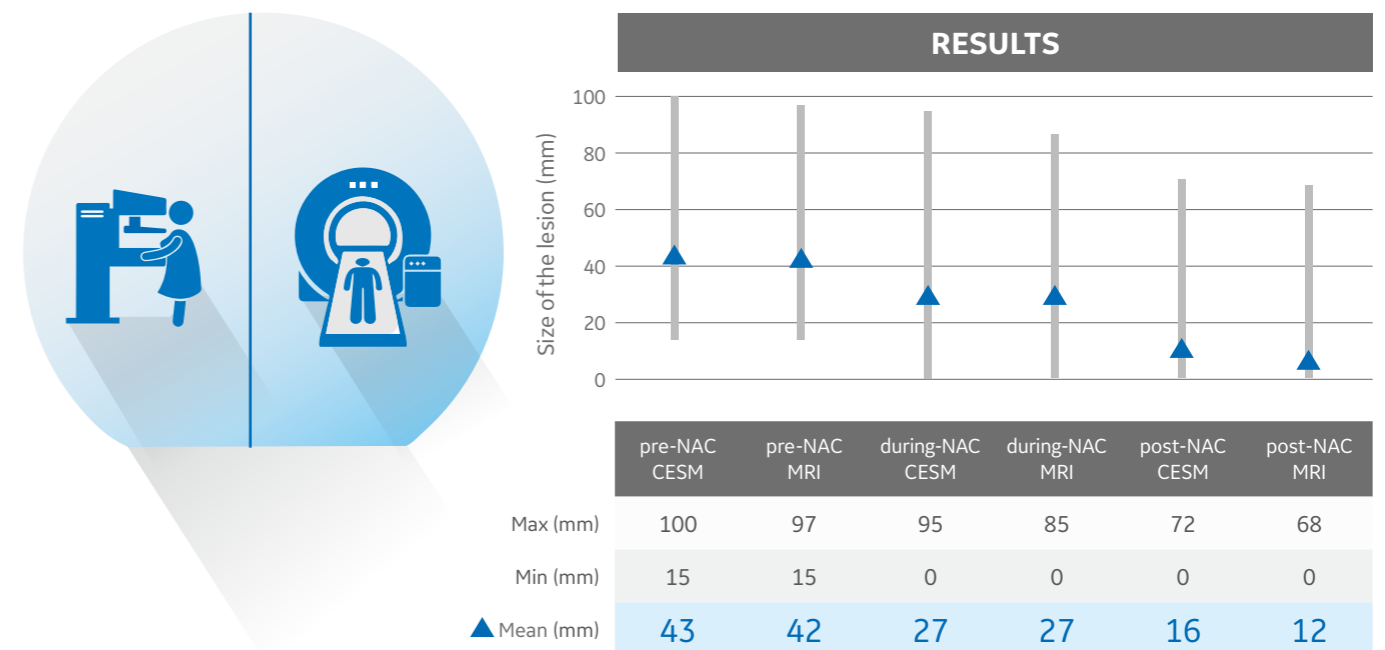 RESULTS
Size of the lesion (mm)
100
80
60
40
20
0
pre-NAC CESM pre-NAC MRI during-NAC CESM during-NAC MRI post-NAC CESM post-NAC MRI
Max (mm) 100 97 95 85 72 68
Min (mm) 15 15 0 0 0 0
Mean (mm) 43 42 27 27 16 12